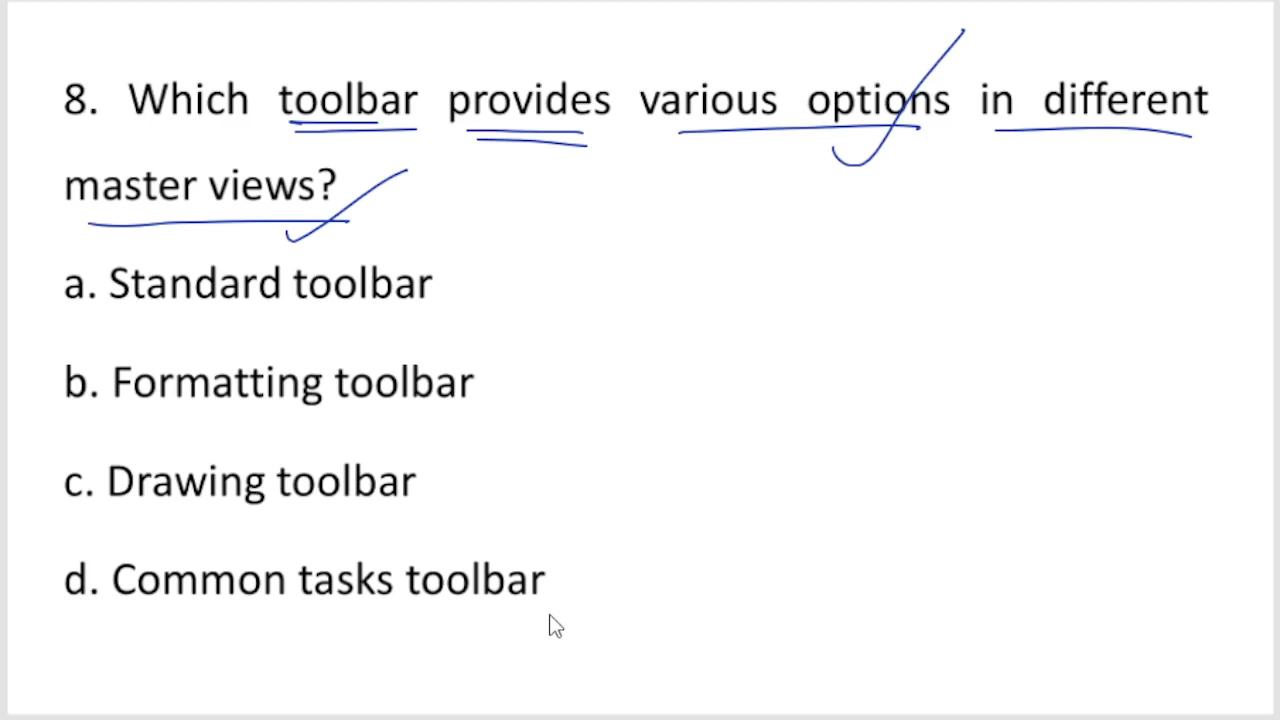 8. Which toolbar provides various options in different
master views?
a. Standard toolbar
b. Formatting toolbar
c. Drawing toolbar
d. Common tasks toolbar